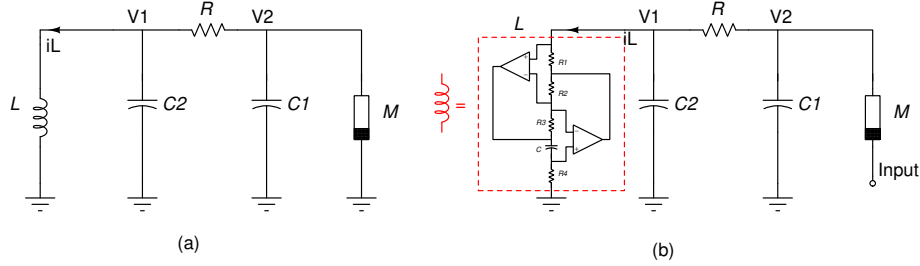 V1
R
V2
iL
L
C2
C1
M
(a)
L
V1
R
V2
iL
R1
R2
R3
C
R4
=
C2
C1
M
Input
(b)